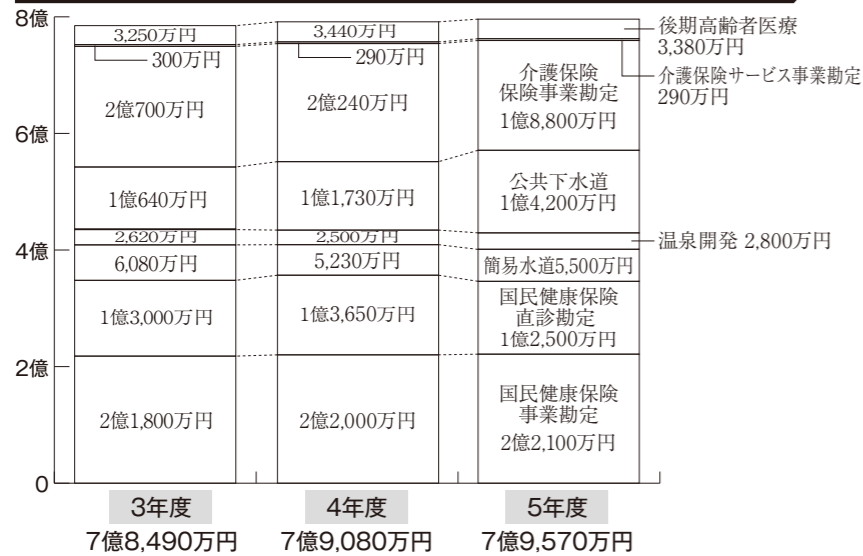 8億
6億
4億
2億
0
3,250万円
300万円
2億700万円
1億640万円
2,620万円
6,080万円
1億3,000万円
2億1,800万円
3年度
7億8,490万円
3,440万円
290万円
2億240万円
1億1,730万円
2,500万円
5,230万円
1億3,650万円
2億2,000万円
4年度
7億9,080万円
後期高齢者医療
3,380万円
介護保険サービス事業勘定
290万円
介護保険
保険事業勘定
1億8,800万円
公共下水道
1億4,200万円
温泉開発 2,800万円
簡易水道5,500万円
国民健康保険
直診勘定
1億2,500万円
国民健康保険
事業勘定
2億2,100万円
5年度
7億9,570万円